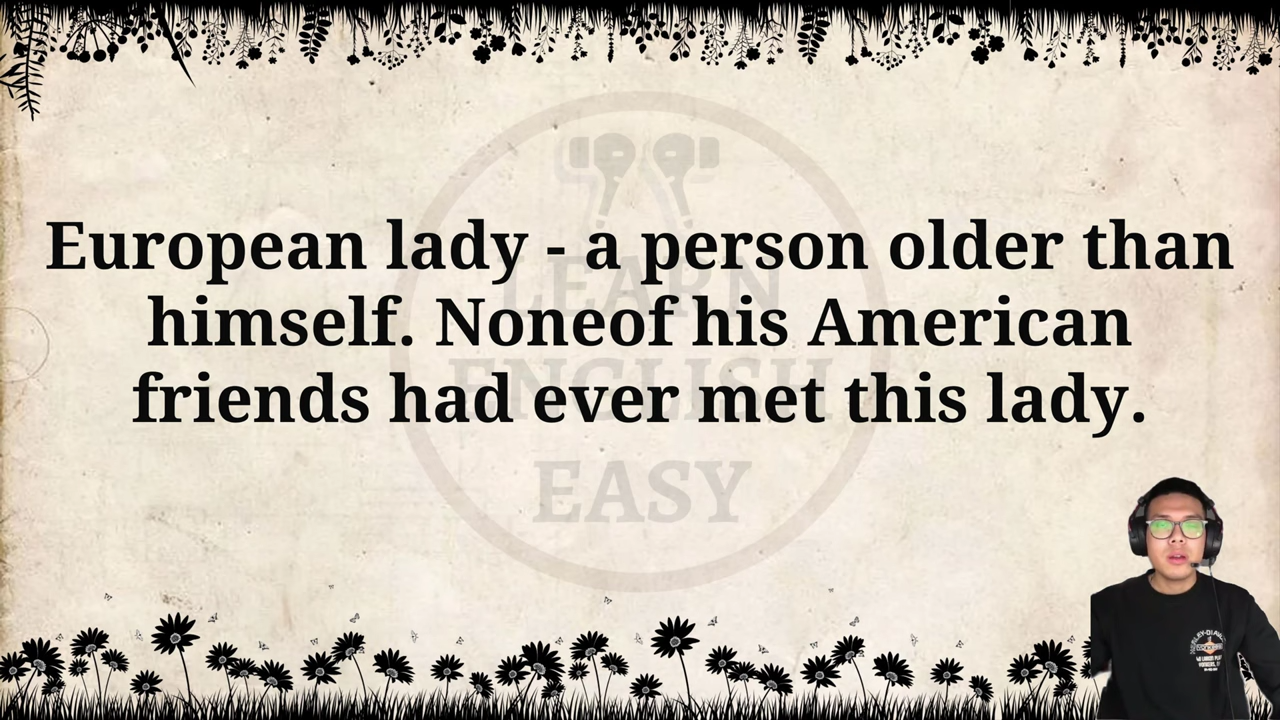 European lady - a person older than
himself. Noneof his American
friends had ever met this lady.
LEARN
ENGLISH
EASY